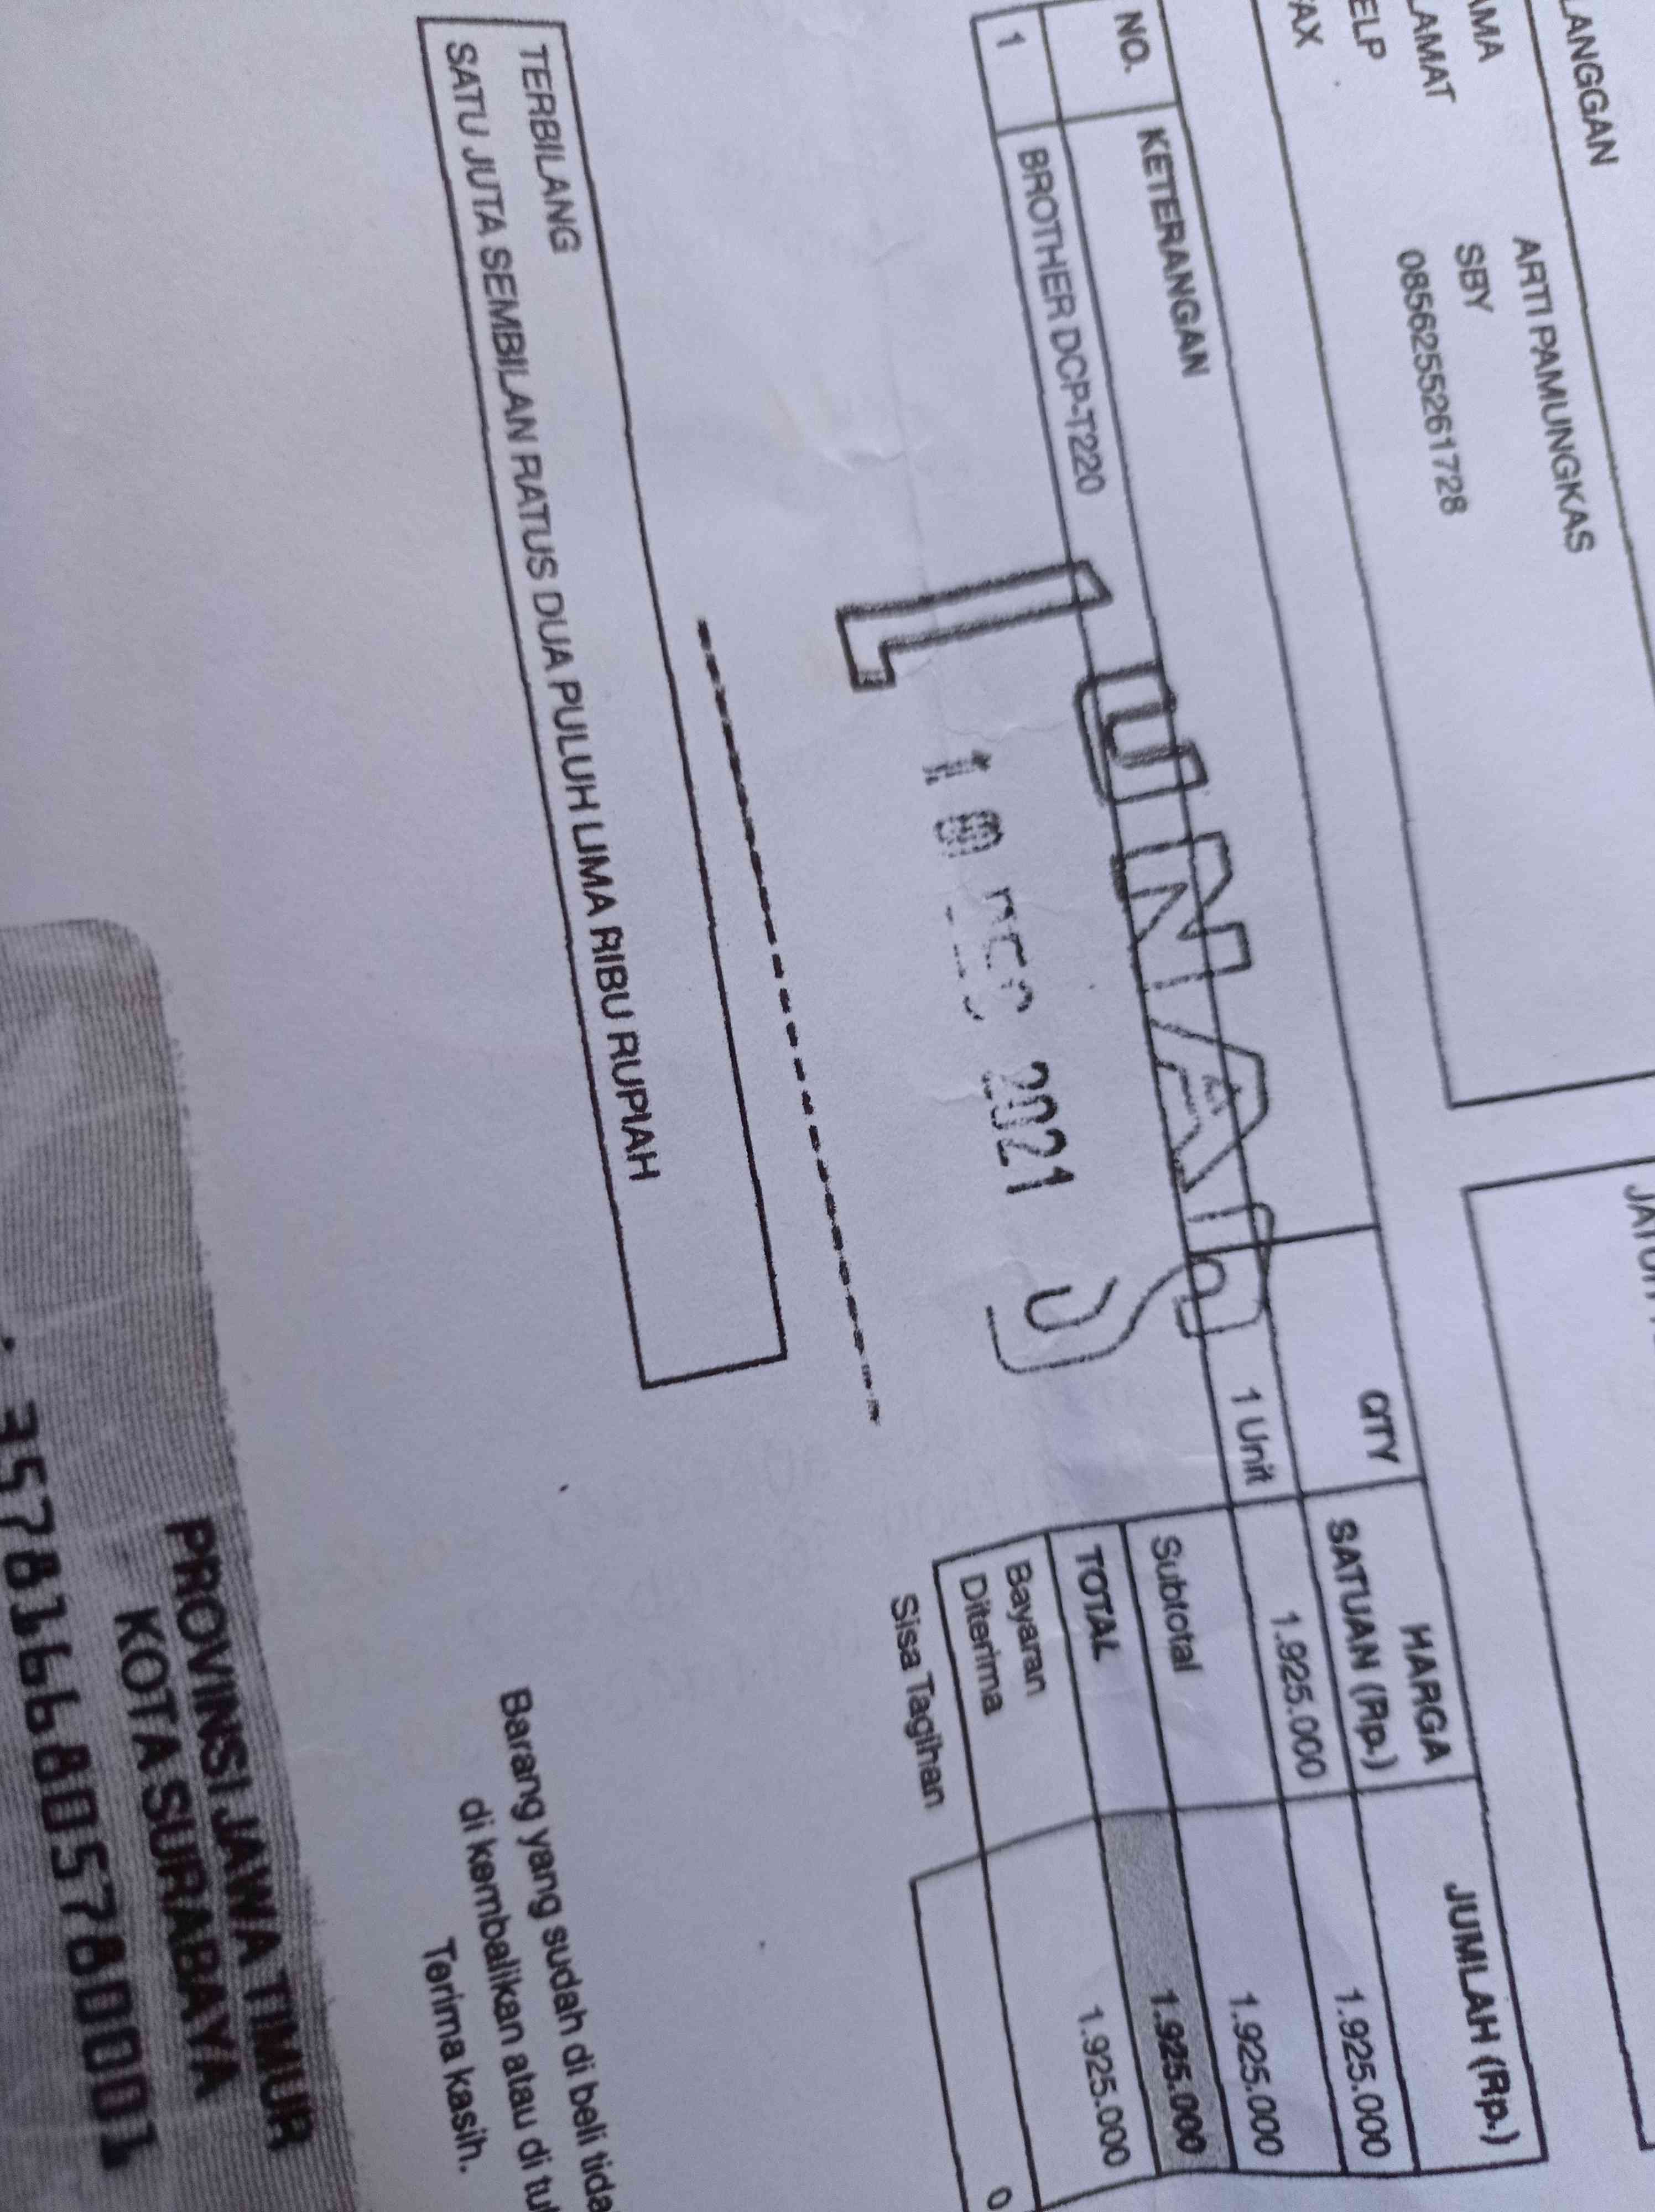 LANGGAN
AMA ARTI PAMUNGKAS
LAMAT SBY
ELP 085625526​1728
FAX
NO. KETERANGAN QTY HARGA SATUAN (Rp.) JUMLAH (Rp.)
1 BROTHER DCP-T220 1 Unit 1.925.000 1.925.000
Subtotal 1.925.000
TOTAL 1.925.000
Bayaran Diterima 1.925.000
Sisa Tagihan 0
LUNAS
2021
TERBILANG
SATU JUTA SEMBILAN RATUS DUA PULUH LIMA RIBU RUPIAH
Barang yang sudah di beli tida
di kembalikan atau di tu
Terima kasih.
PROVINSI JAWA TIMUR
KOTA SURABAYA
3578166805780001